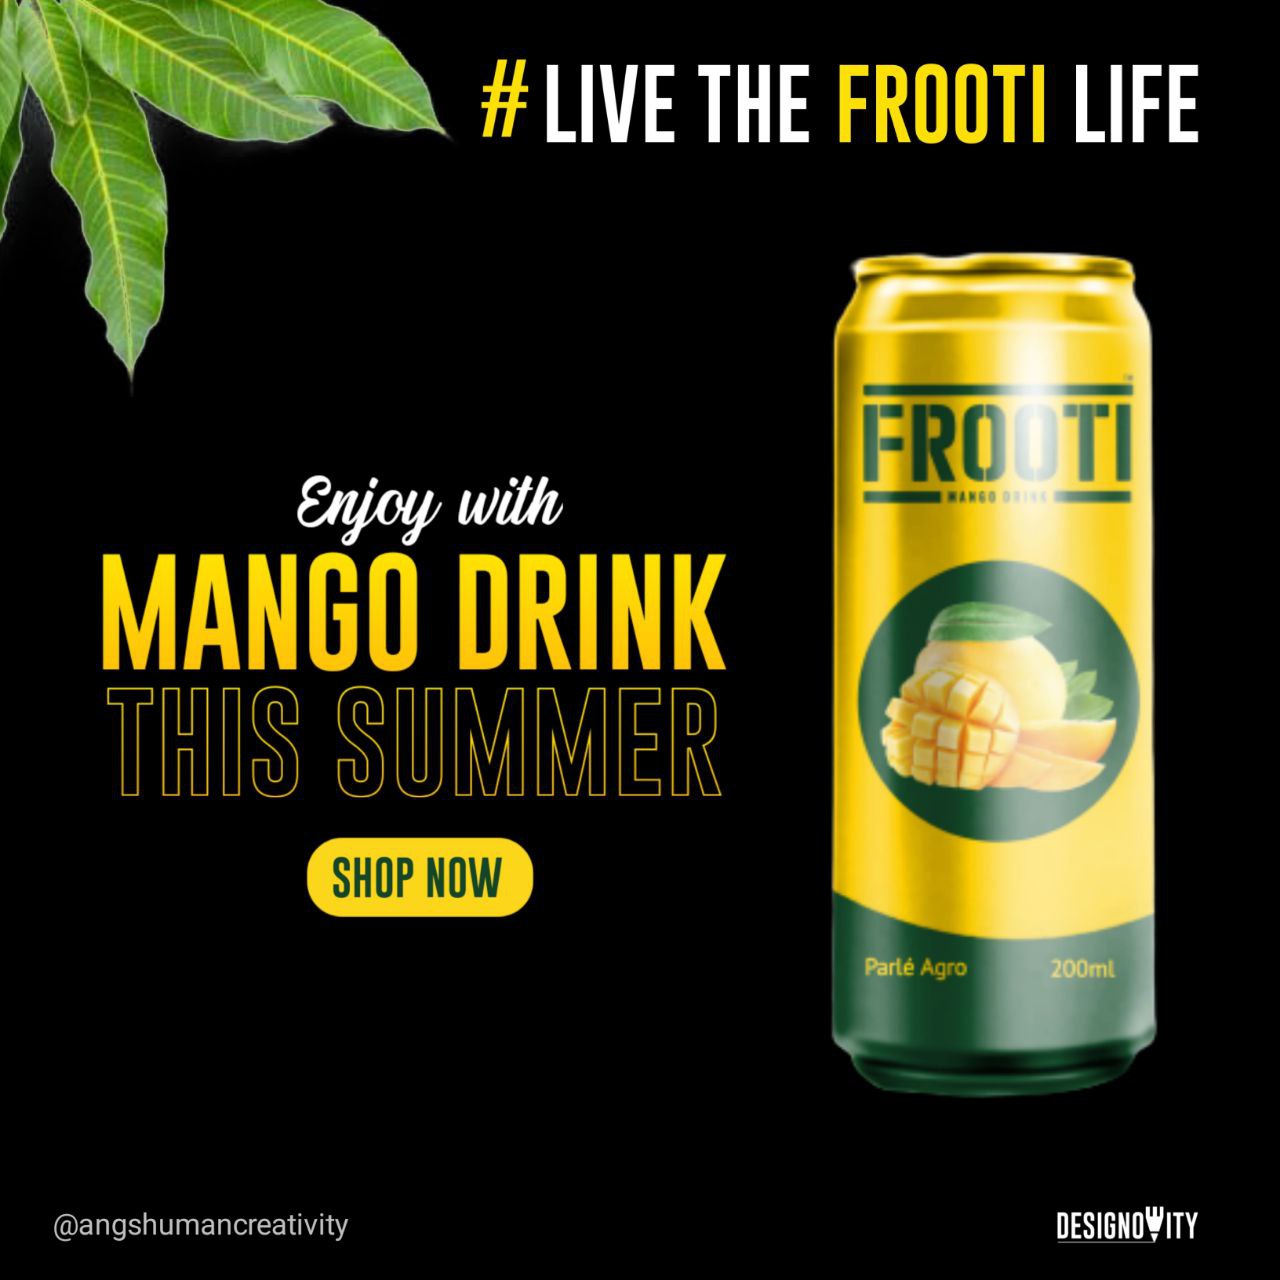 # LIVE THE FROOTI LIFE
FROOTI
MANGO DRINK
Enjoy with
MANGO DRINK
THIS SUMMER
SHOP NOW
Parlé Agro 200ml
@angshumancreativity
DESIGNOVITY